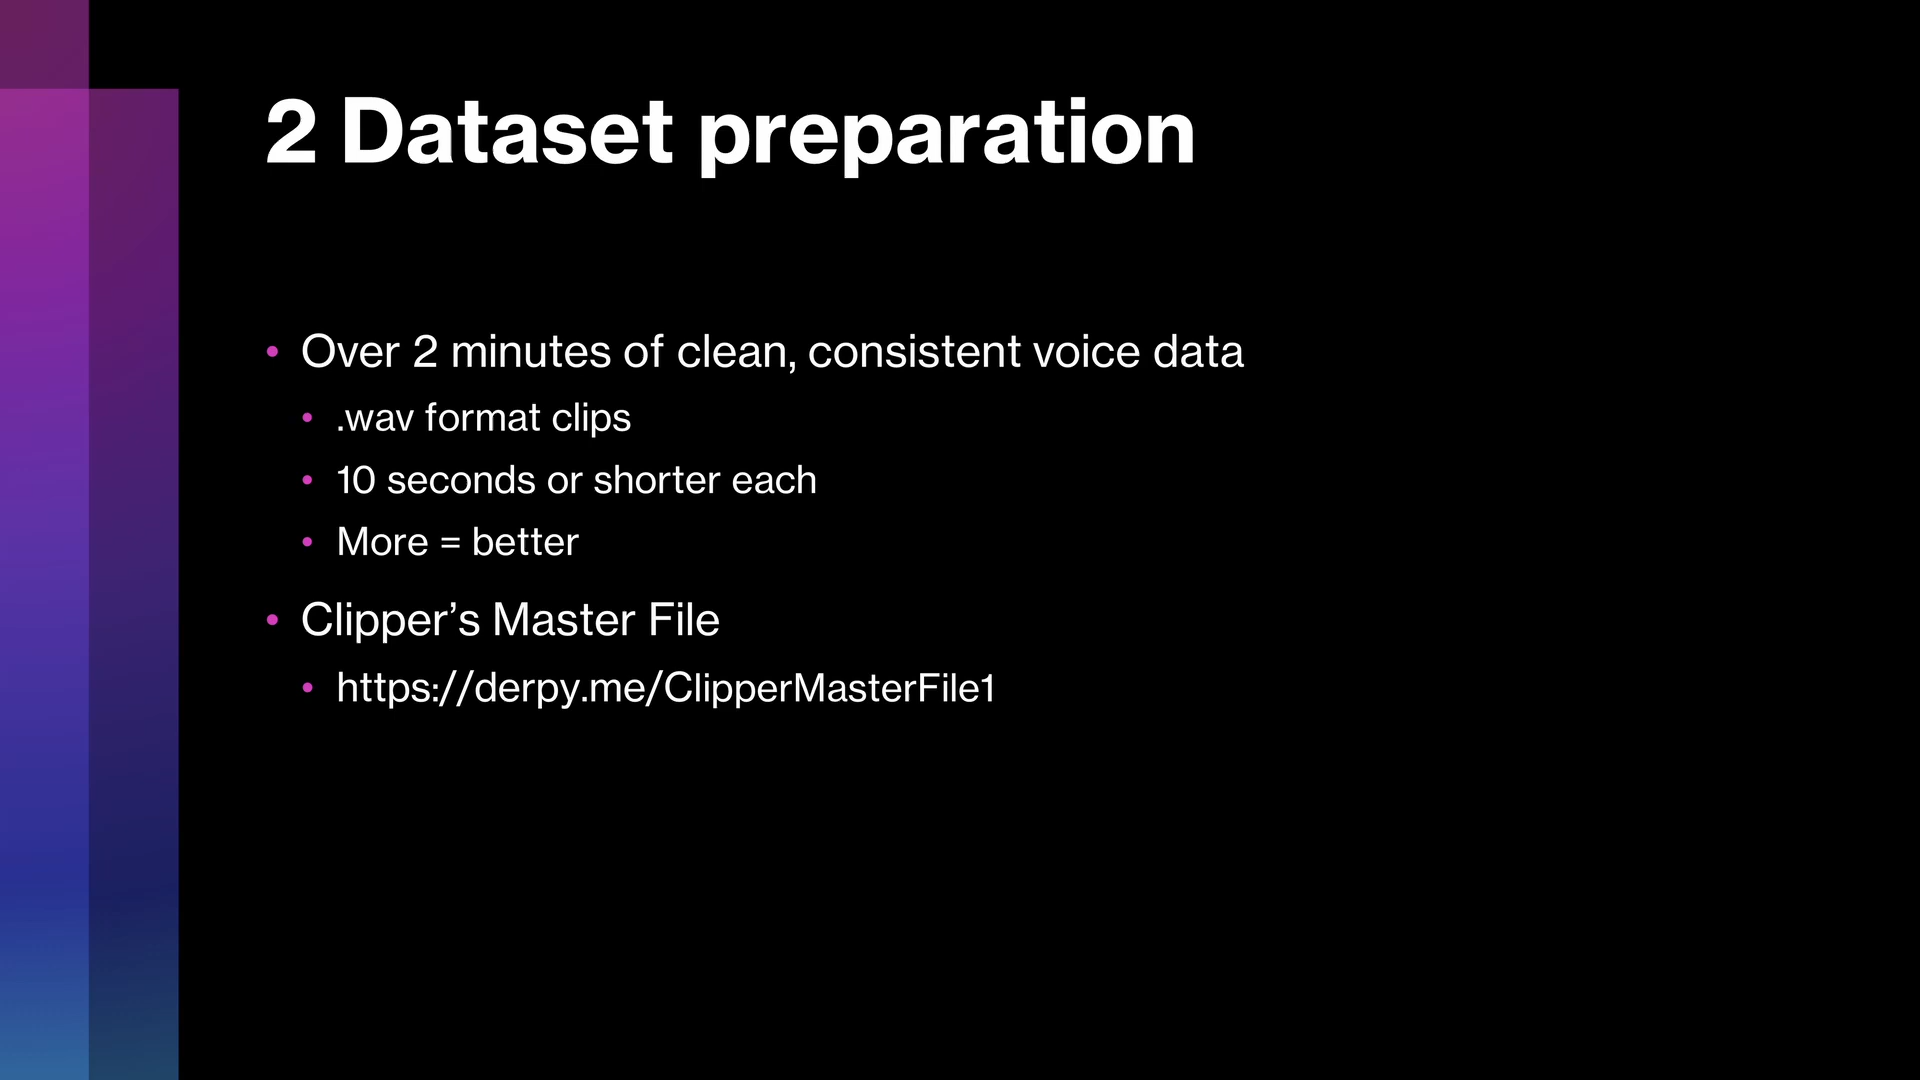 2 Dataset preparation
• Over 2 minutes of clean, consistent voice data
• .wav format clips
• 10 seconds or shorter each
• More = better
• Clipper’s Master File
• https://derpy.me/ClipperMasterFile1